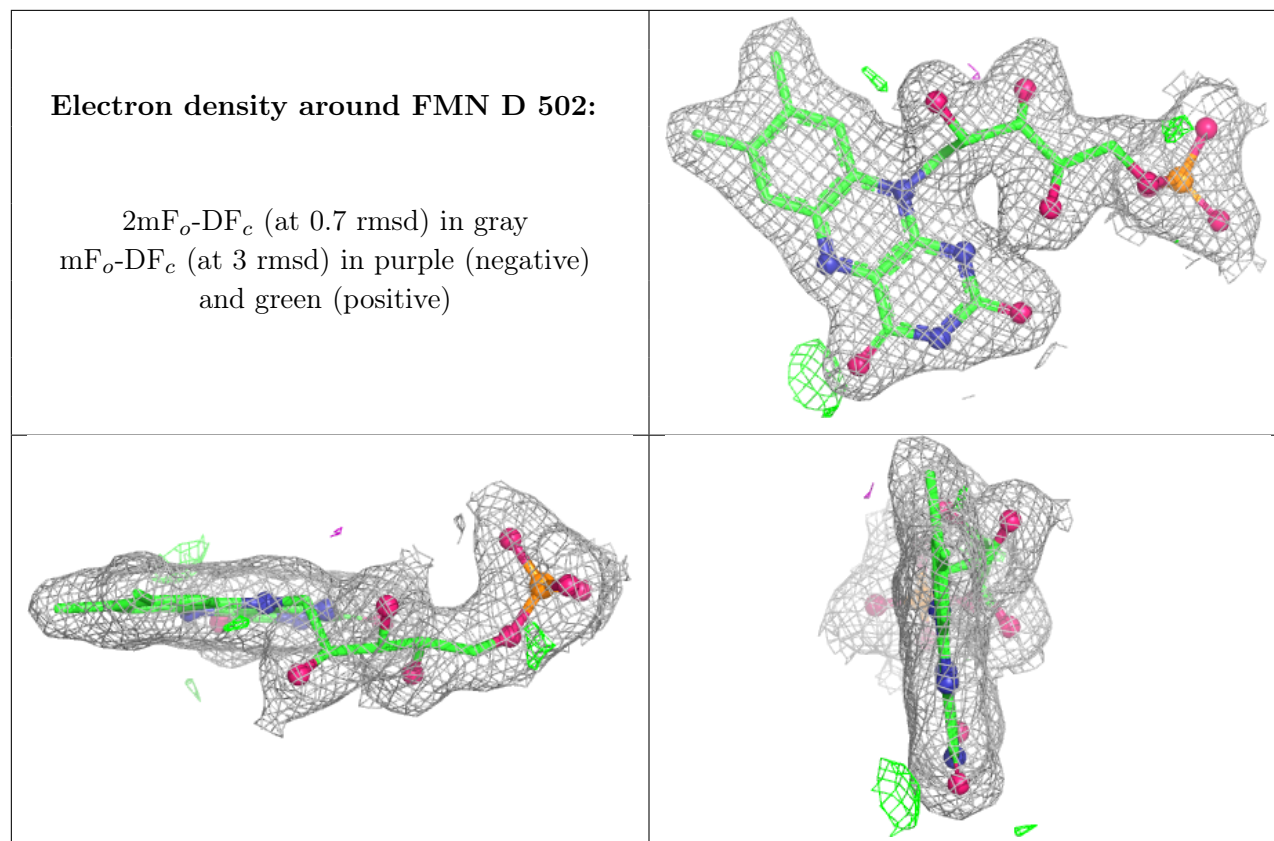 Electron density around FMN D 502:
2mFₒ-DF𝒸 (at 0.7 rmsd) in gray
mFₒ-DF𝒸 (at 3 rmsd) in purple (negative)
and green (positive)